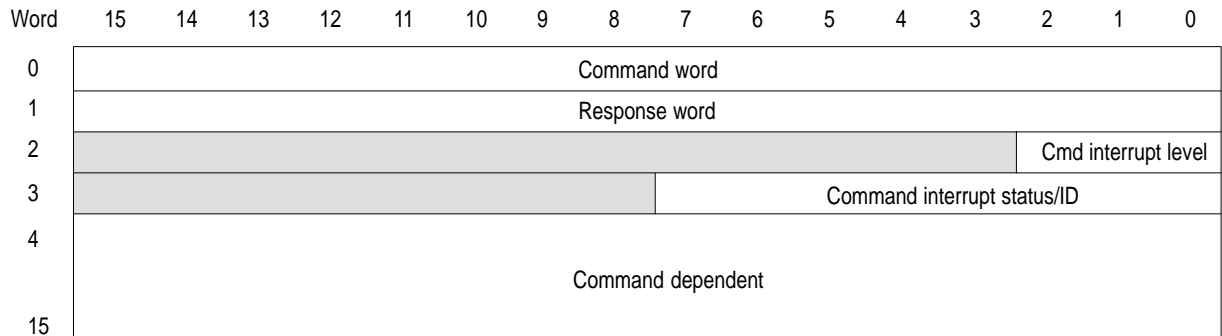 Word 15 14 13 12 11 10 9 8 7 6 5 4 3 2 1 0
0 Command word
1 Response word
2 Cmd interrupt level
3 Command interrupt status/ID
4
Command dependent
15